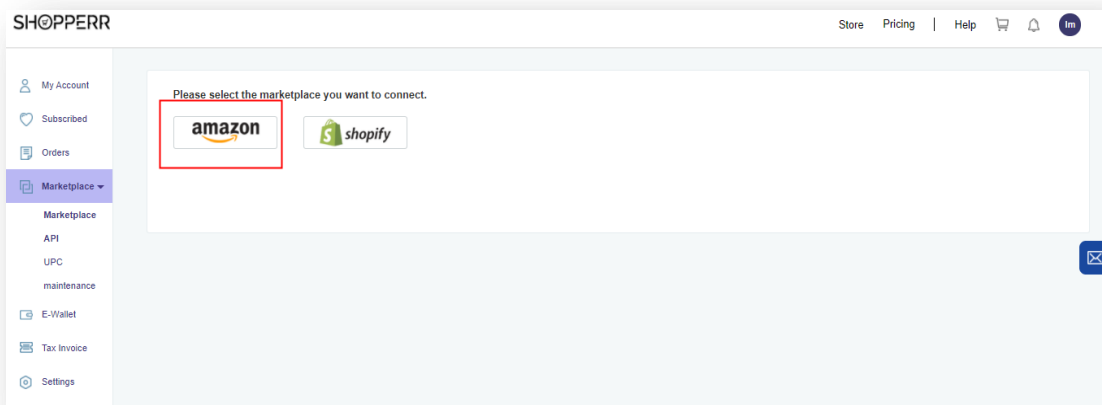 SHOPPERR
Store Pricing | Help Im
My Account
Subscribed
Orders
Marketplace
Marketplace
API
UPC
maintenance
E-Wallet
Tax Invoice
Settings
Please select the marketplace you want to connect.
amazon shopify